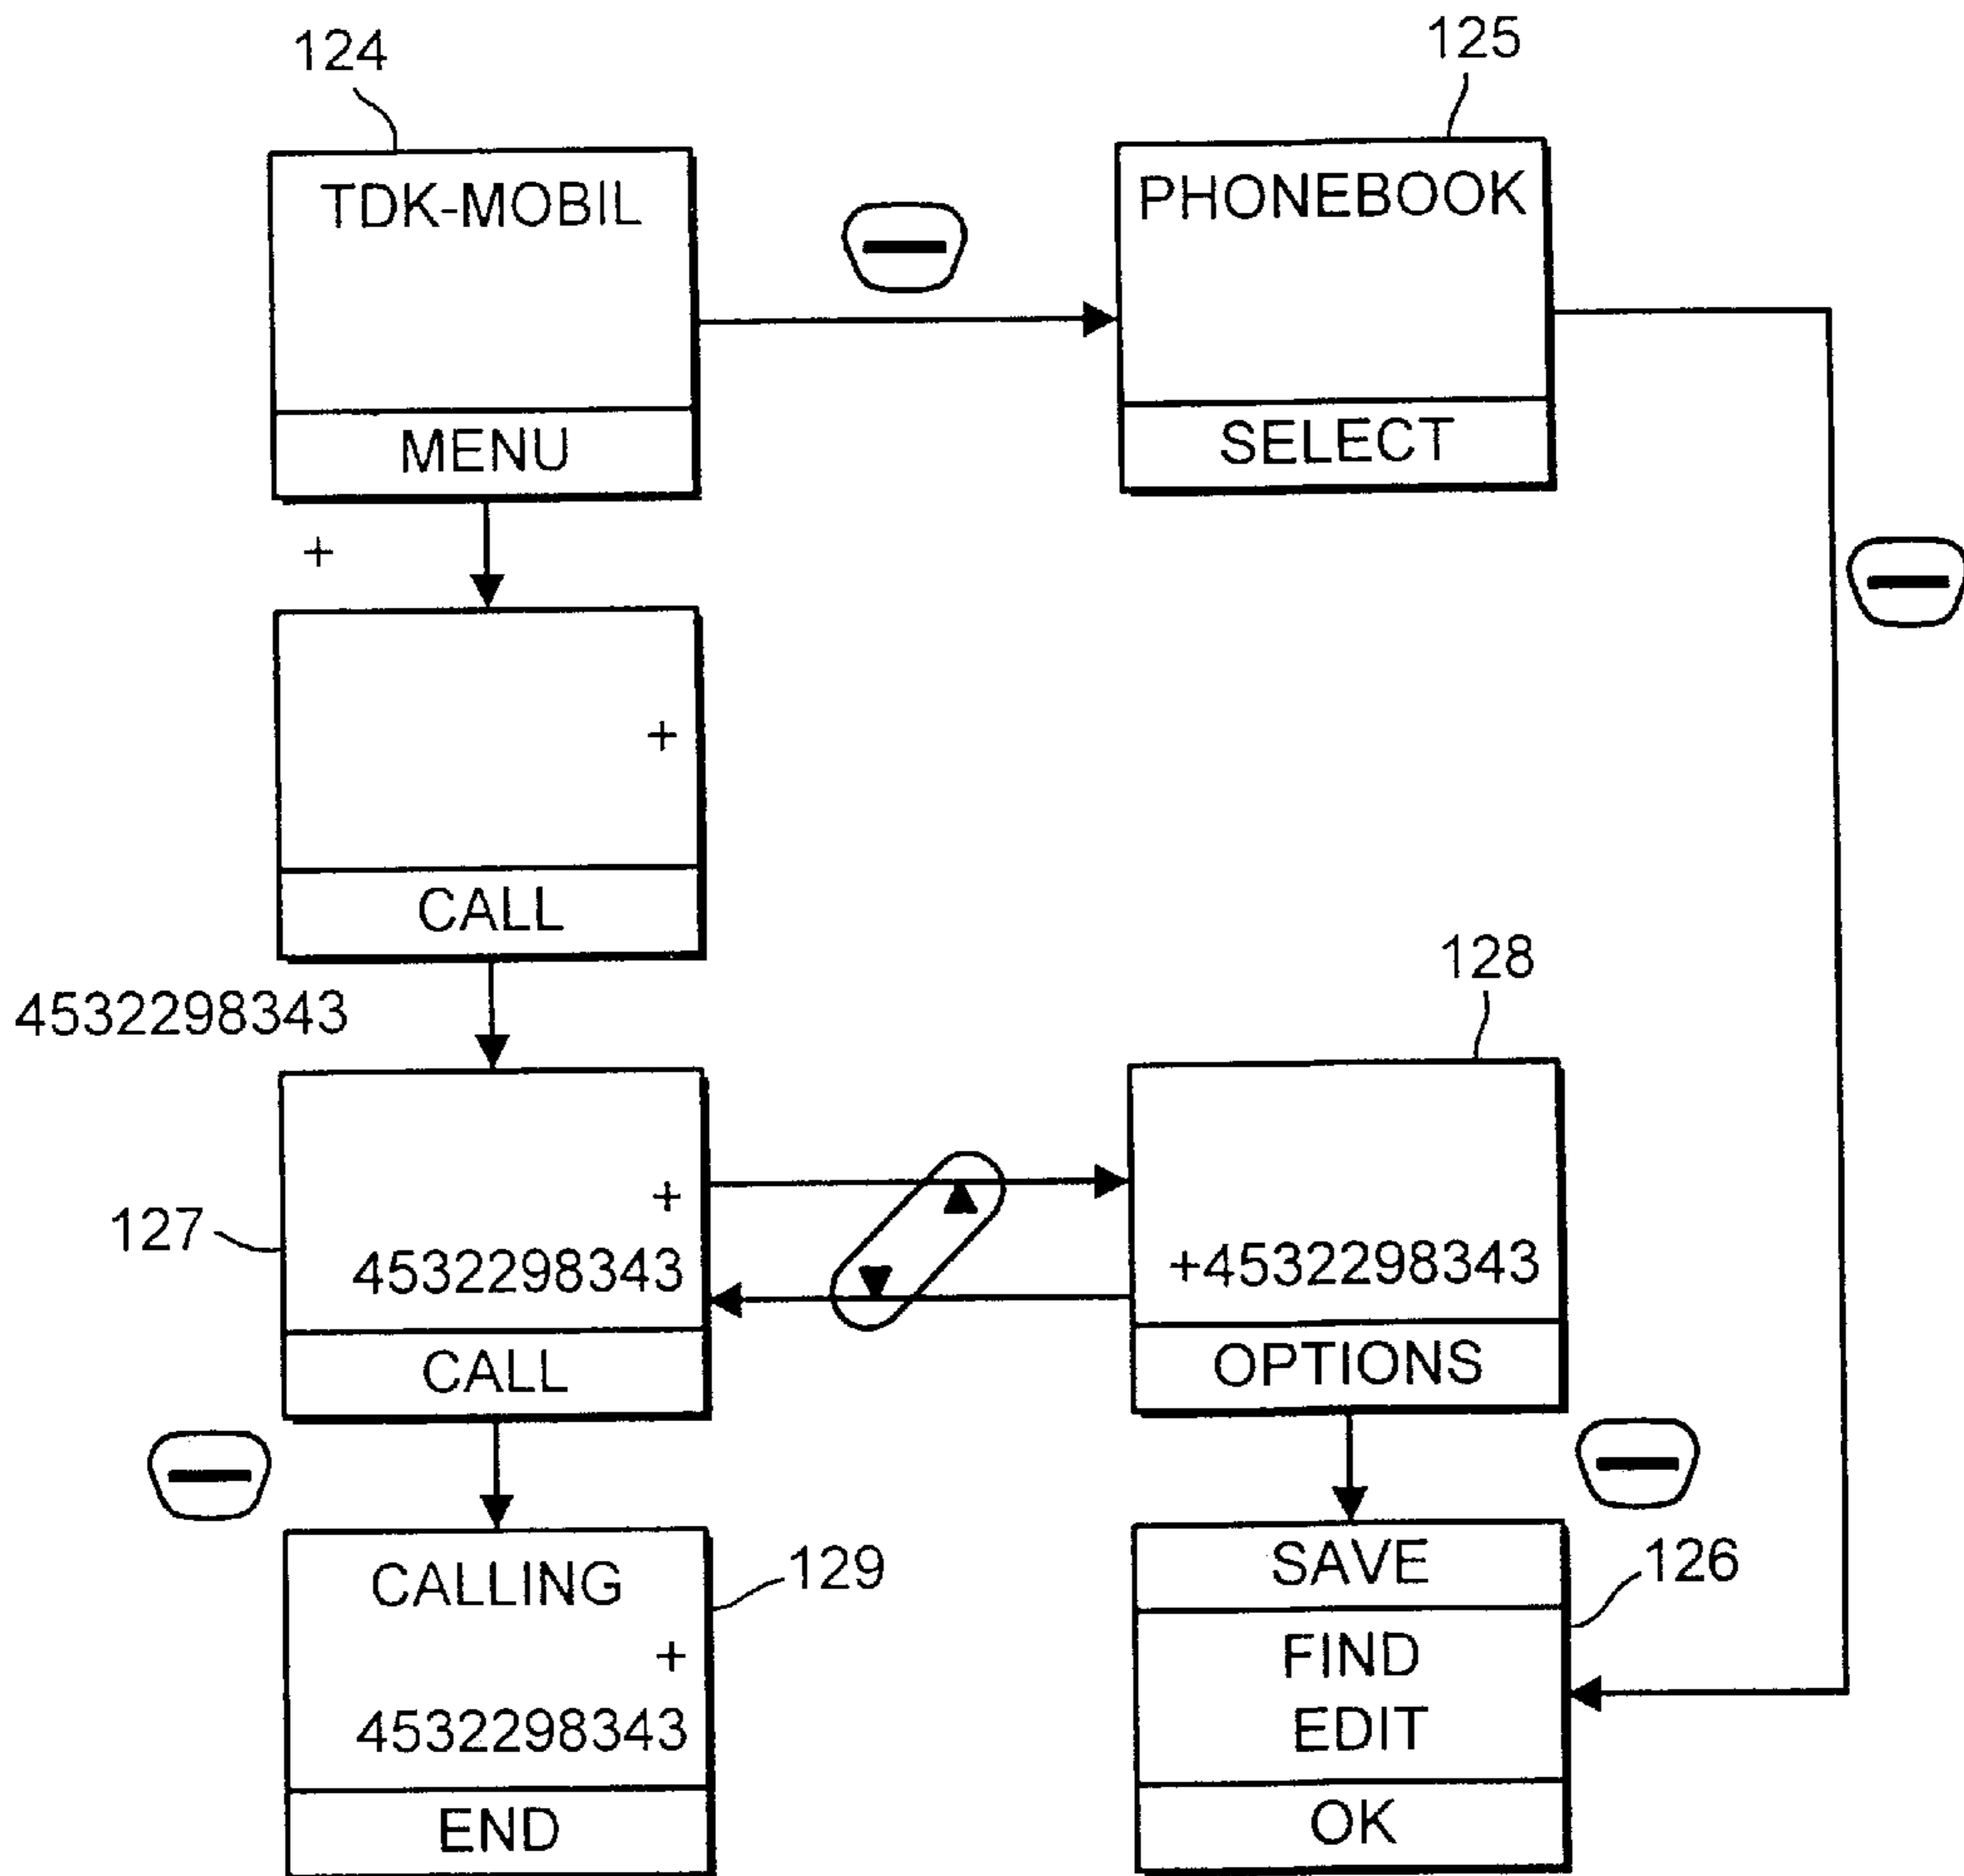 124
125
TDK-MOBIL
MENU
PHONEBOOK
SELECT
+
+
CALL
4532298343
128
127
+
4532298343
CALL
+4532298343
OPTIONS
129
CALLING
+
4532298343
END
126
SAVE
FIND
EDIT
OK